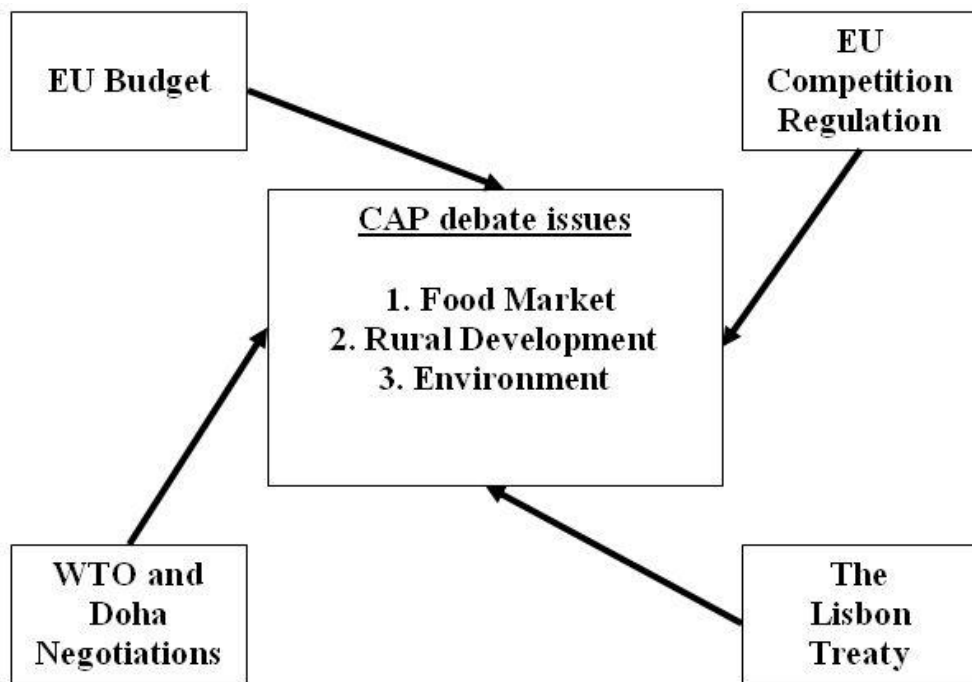 EU Budget
EU
Competition
Regulation
CAP debate issues
1. Food Market
2. Rural Development
3. Environment
WTO and
Doha
Negotiations
The
Lisbon
Treaty